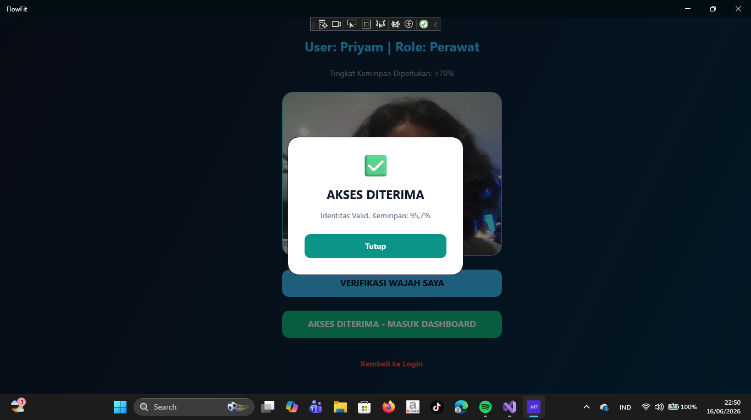 FlowFit
User: Priyam | Role: Perawat
Tingkat Kemiripan Diperlukan: >70%
AKSES DITERIMA
Identitas Valid. Kemiripan: 95,7%
Tutup
VERIFIKASI WAJAH SAYA
AKSES DITERIMA - MASUK DASHBOARD
Kembali ke Login
Search
IND
100%
22:50
16/06/2026